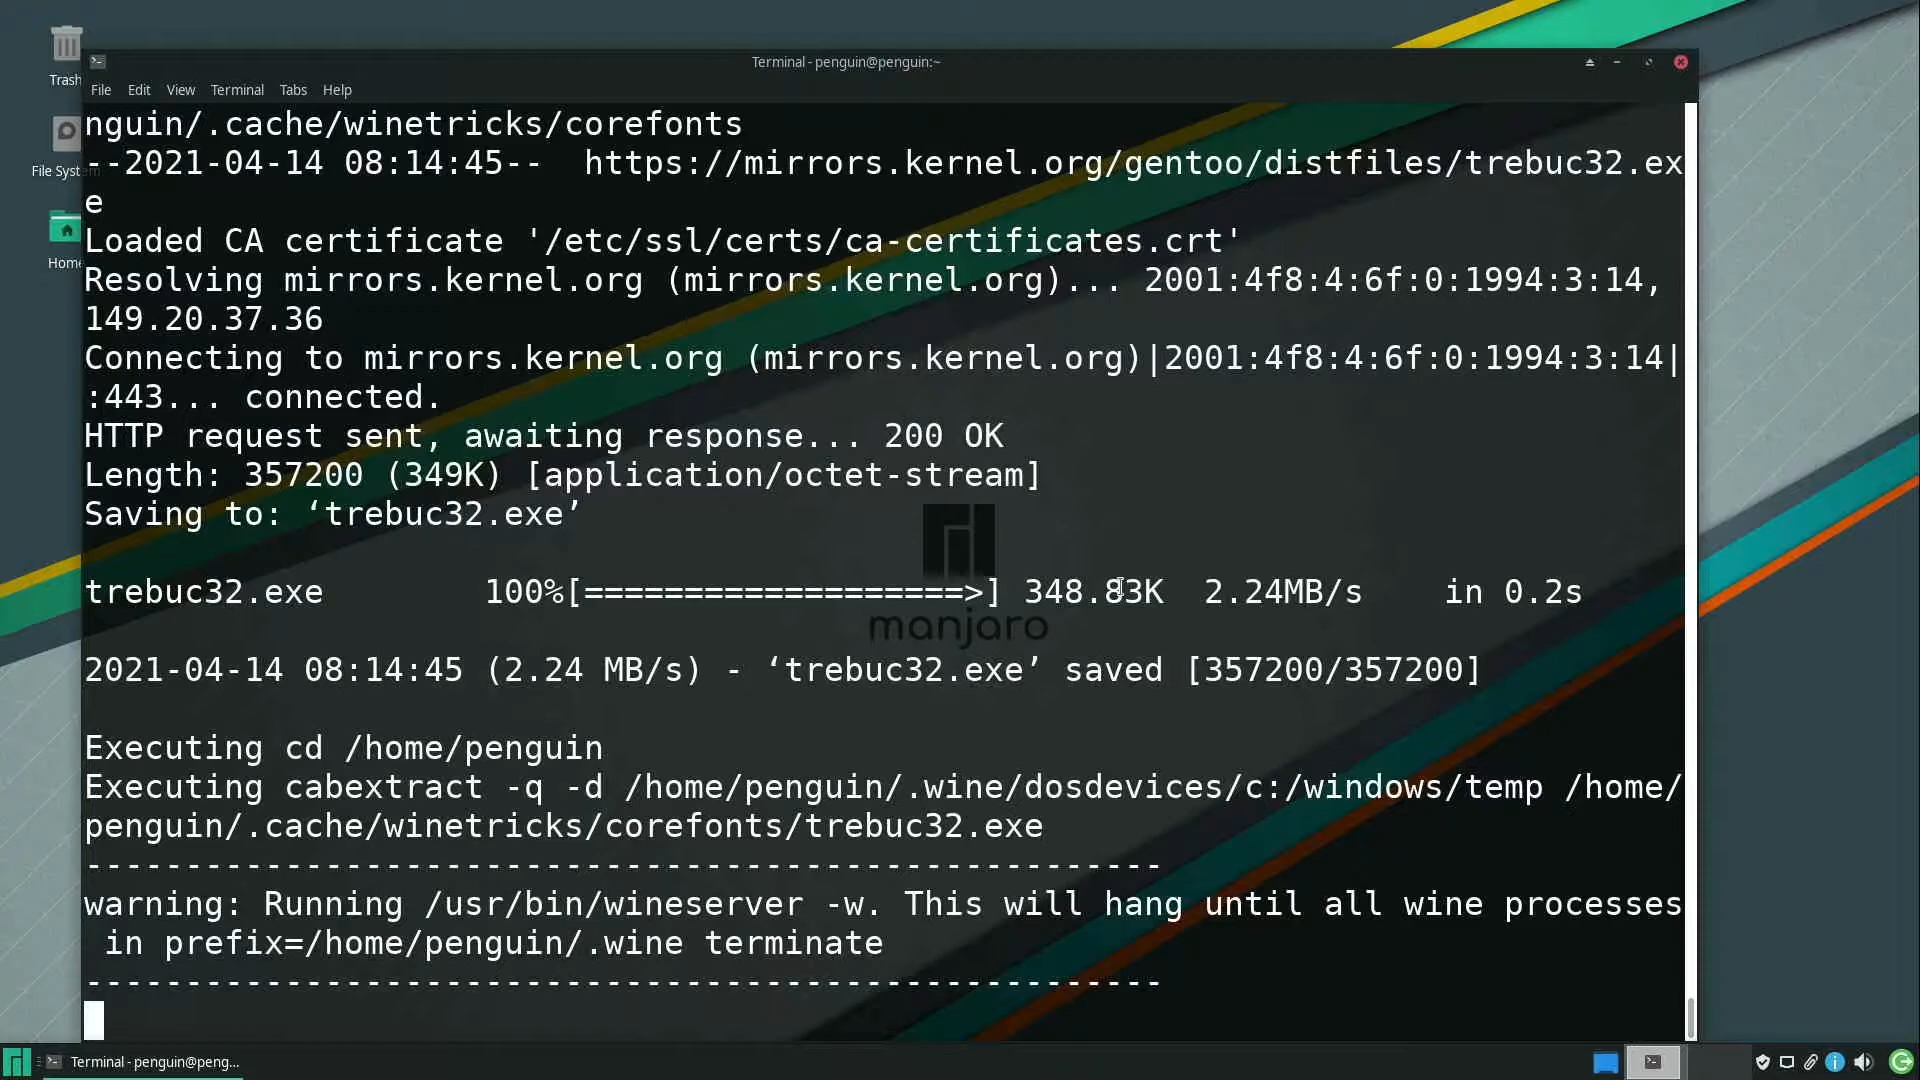 Trash
File Syst
Home
Terminal - penguin@penguin:~
File Edit View Terminal Tabs Help
nguin/.cache/winetricks/corefonts
--2021-04-14 08:14:45--  https://mirrors.kernel.org/gentoo/distfiles/trebuc32.ex
e
Loaded CA certificate '/etc/ssl/certs/ca-certificates.crt'
Resolving mirrors.kernel.org (mirrors.kernel.org)... 2001:4f8:4:6f:0:1994:3:14,
149.20.37.36
Connecting to mirrors.kernel.org (mirrors.kernel.org)|2001:4f8:4:6f:0:1994:3:14|
:443... connected.
HTTP request sent, awaiting response... 200 OK
Length: 357200 (349K) [application/octet-stream]
Saving to: ‘trebuc32.exe’
trebuc32.exe        100%[===================>] 348.83K  2.24MB/s    in 0.2s
manjaro
2021-04-14 08:14:45 (2.24 MB/s) - ‘trebuc32.exe’ saved [357200/357200]
Executing cd /home/penguin
Executing cabextract -q -d /home/penguin/.wine/dosdevices/c:/windows/temp /home/
penguin/.cache/winetricks/corefonts/trebuc32.exe
------------------------------------------------------
warning: Running /usr/bin/wineserver -w. This will hang until all wine processes
 in prefix=/home/penguin/.wine terminate
------------------------------------------------------
Terminal - penguin@peng...